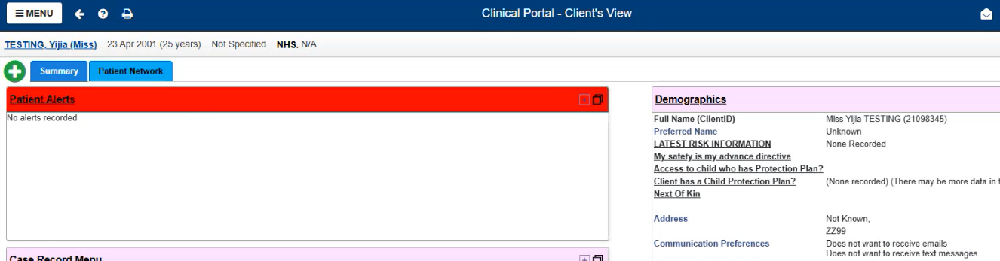 MENU
Clinical Portal - Client's View
TESTING, Yijia (Miss) 23 Apr 2001 (25 years) Not Specified NHS. N/A
Summary Patient Network
Patient Alerts
No alerts recorded
Case Record Menu
Demographics
Full Name (ClientID) Miss Yijia TESTING (21098345)
Preferred Name Unknown
LATEST RISK INFORMATION None Recorded
My safety is my advance directive
Access to child who has Protection Plan?
Client has a Child Protection Plan? (None recorded) (There may be more data in t
Next Of Kin
Address Not Known,
ZZ99
Communication Preferences Does not want to receive emails
Does not want to receive text messages